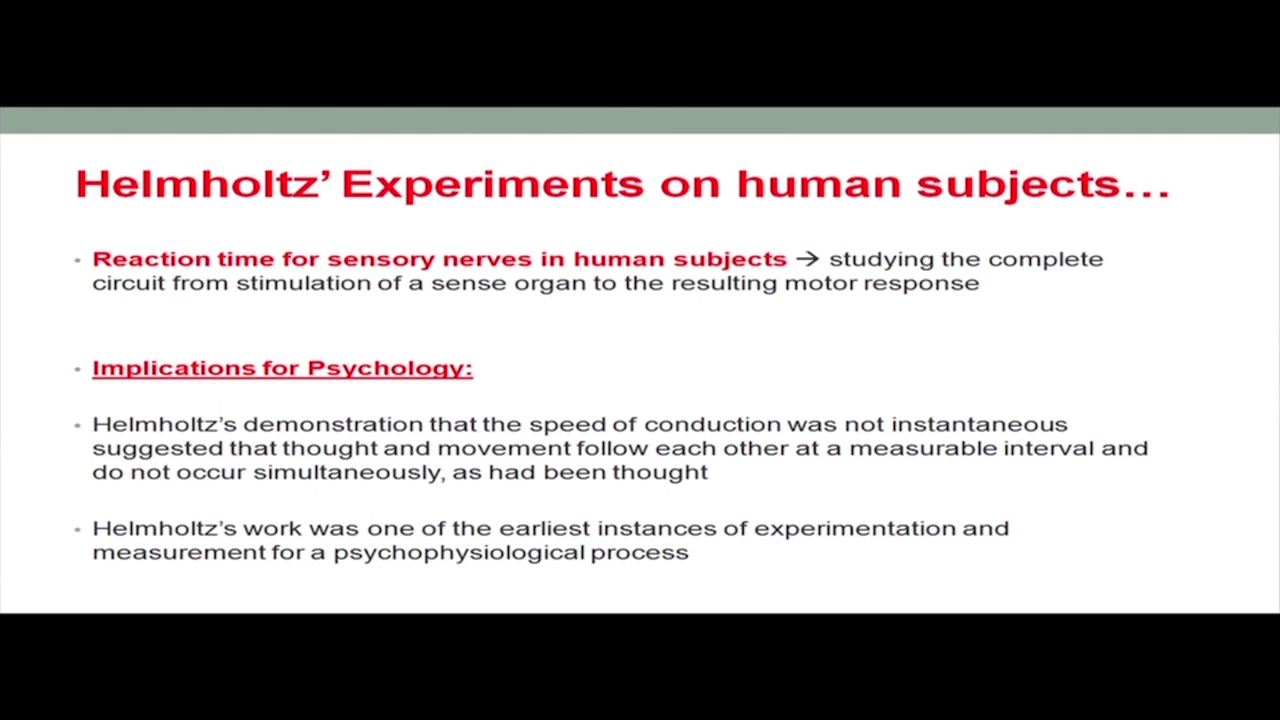 Helmholtz’ Experiments on human subjects…
• Reaction time for sensory nerves in human subjects → studying the complete
circuit from stimulation of a sense organ to the resulting motor response
• Implications for Psychology:
• Helmholtz’s demonstration that the speed of conduction was not instantaneous
suggested that thought and movement follow each other at a measurable interval and
do not occur simultaneously, as had been thought
• Helmholtz’s work was one of the earliest instances of experimentation and
measurement for a psychophysiological process